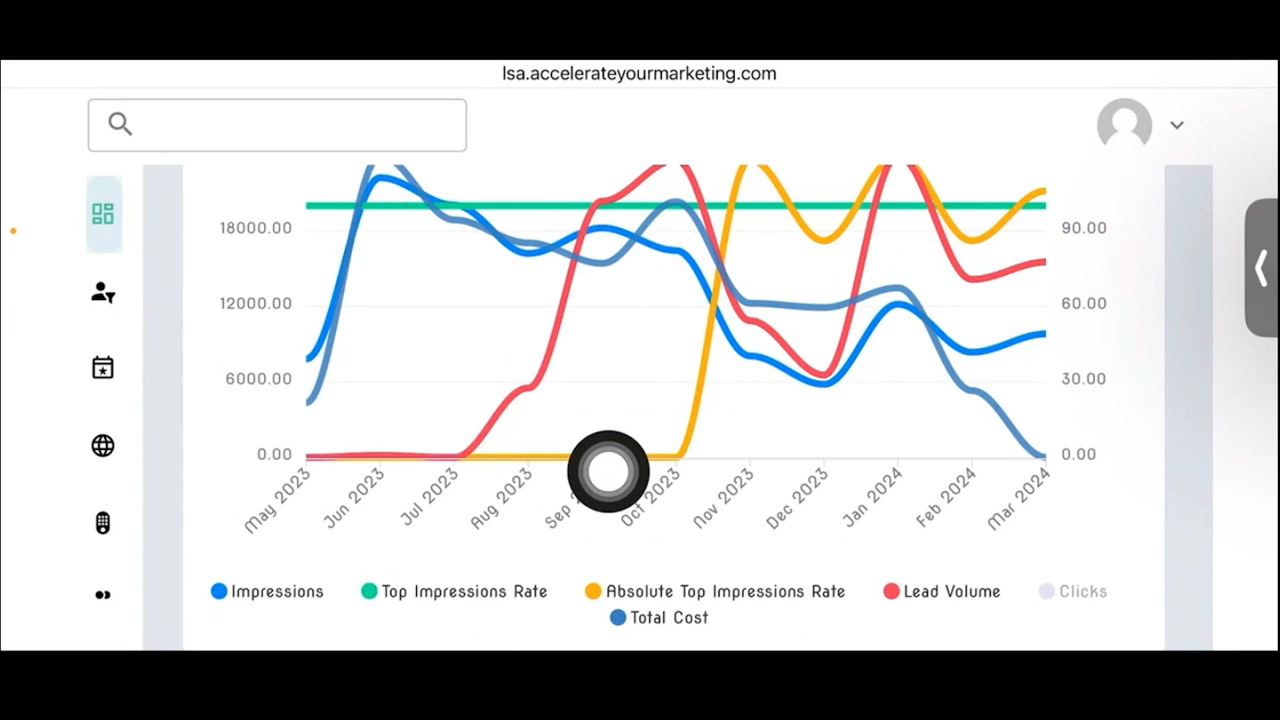 lsa.accelerateyourmarketing.com
18000.00
12000.00
6000.00
0.00
90.00
60.00
30.00
0.00
May 2023
Jun 2023
Jul 2023
Aug 2023
Sep
Oct 2023
Nov 2023
Dec 2023
Jan 2024
Feb 2024
Mar 2024
Impressions
Top Impressions Rate
Absolute Top Impressions Rate
Lead Volume
Clicks
Total Cost